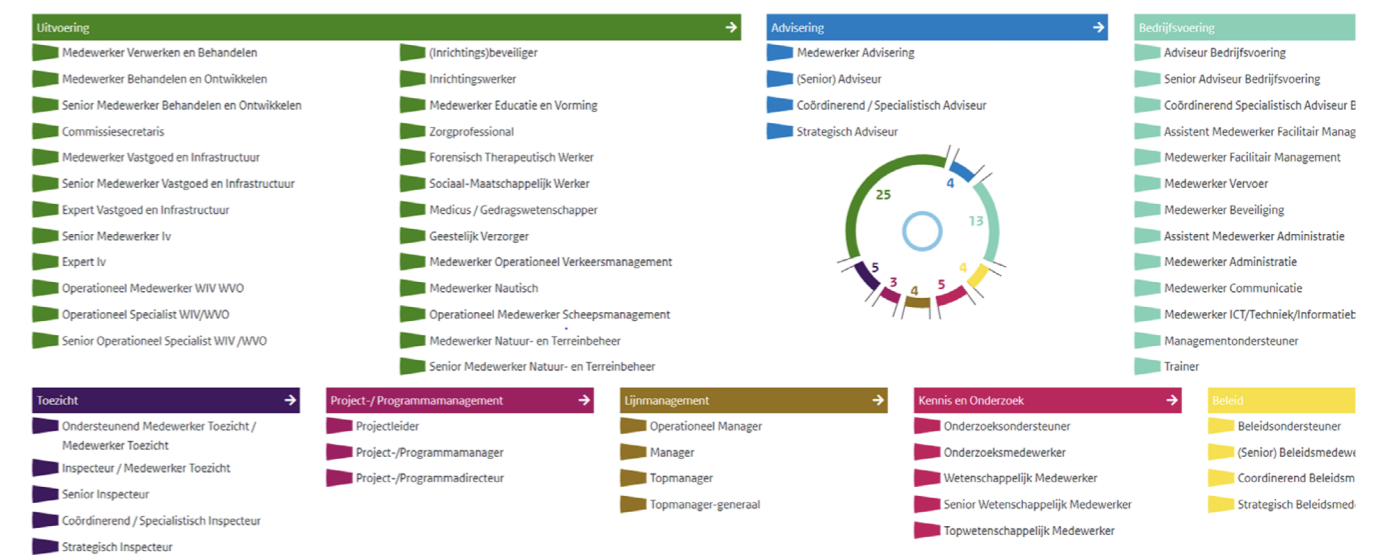 Uitvoering
Medewerker Verwerken en Behandelen
Medewerker Behandelen en Ontwikkelen
Senior Medewerker Behandelen en Ontwikkelen
Commissiesecretaris
Medewerker Vastgoed en Infrastructuur
Senior Medewerker Vastgoed en Infrastructuur
Expert Vastgoed en Infrastructuur
Senior Medewerker Iv
Expert Iv
Operationeel Medewerker WIV WVO
Operationeel Specialist WIV/WVO
Senior Operationeel Specialist WIV /WVO
(Inrichtings)beveiliger
Inrichtingswerker
Medewerker Educatie en Vorming
Zorgprofessional
Forensisch Therapeutisch Werker
Sociaal-Maatschappelijk Werker
Medicus / Gedragswetenschapper
Geestelijk Verzorger
Medewerker Operationeel Verkeersmanagement
Medewerker Nautisch
Operationeel Medewerker Scheepsmanagement
Medewerker Natuur- en Terreinbeheer
Senior Medewerker Natuur- en Terreinbeheer
Advisering
Medewerker Advisering
(Senior) Adviseur
Coördinerend / Specialistisch Adviseur
Strategisch Adviseur
25
4
13
5
3
4
5
4
Bedrijfsvoering
Adviseur Bedrijfsvoering
Senior Adviseur Bedrijfsvoering
Coördinerend Specialistisch Adviseur B
Assistent Medewerker Facilitair Manag
Medewerker Facilitair Management
Medewerker Vervoer
Medewerker Beveiliging
Assistent Medewerker Administratie
Medewerker Administratie
Medewerker Communicatie
Medewerker ICT/Techniek/Informatieb
Managementondersteuner
Trainer
Toezicht
Ondersteunend Medewerker Toezicht /
Medewerker Toezicht
Inspecteur / Medewerker Toezicht
Senior Inspecteur
Coördinerend / Specialistisch Inspecteur
Strategisch Inspecteur
Project-/ Programmamanagement
Projectleider
Project-/Programmamanager
Project-/Programmadirecteur
Lijnmanagement
Operationeel Manager
Manager
Topmanager
Topmanager-generaal
Kennis en Onderzoek
Onderzoeksondersteuner
Onderzoeksmedewerker
Wetenschappelijk Medewerker
Senior Wetenschappelijk Medewerker
Topwetenschappelijk Medewerker
Beleid
Beleidsondersteuner
(Senior) Beleidsmedewe
Coordinerend Beleidsm
Strategisch Beleidsmed